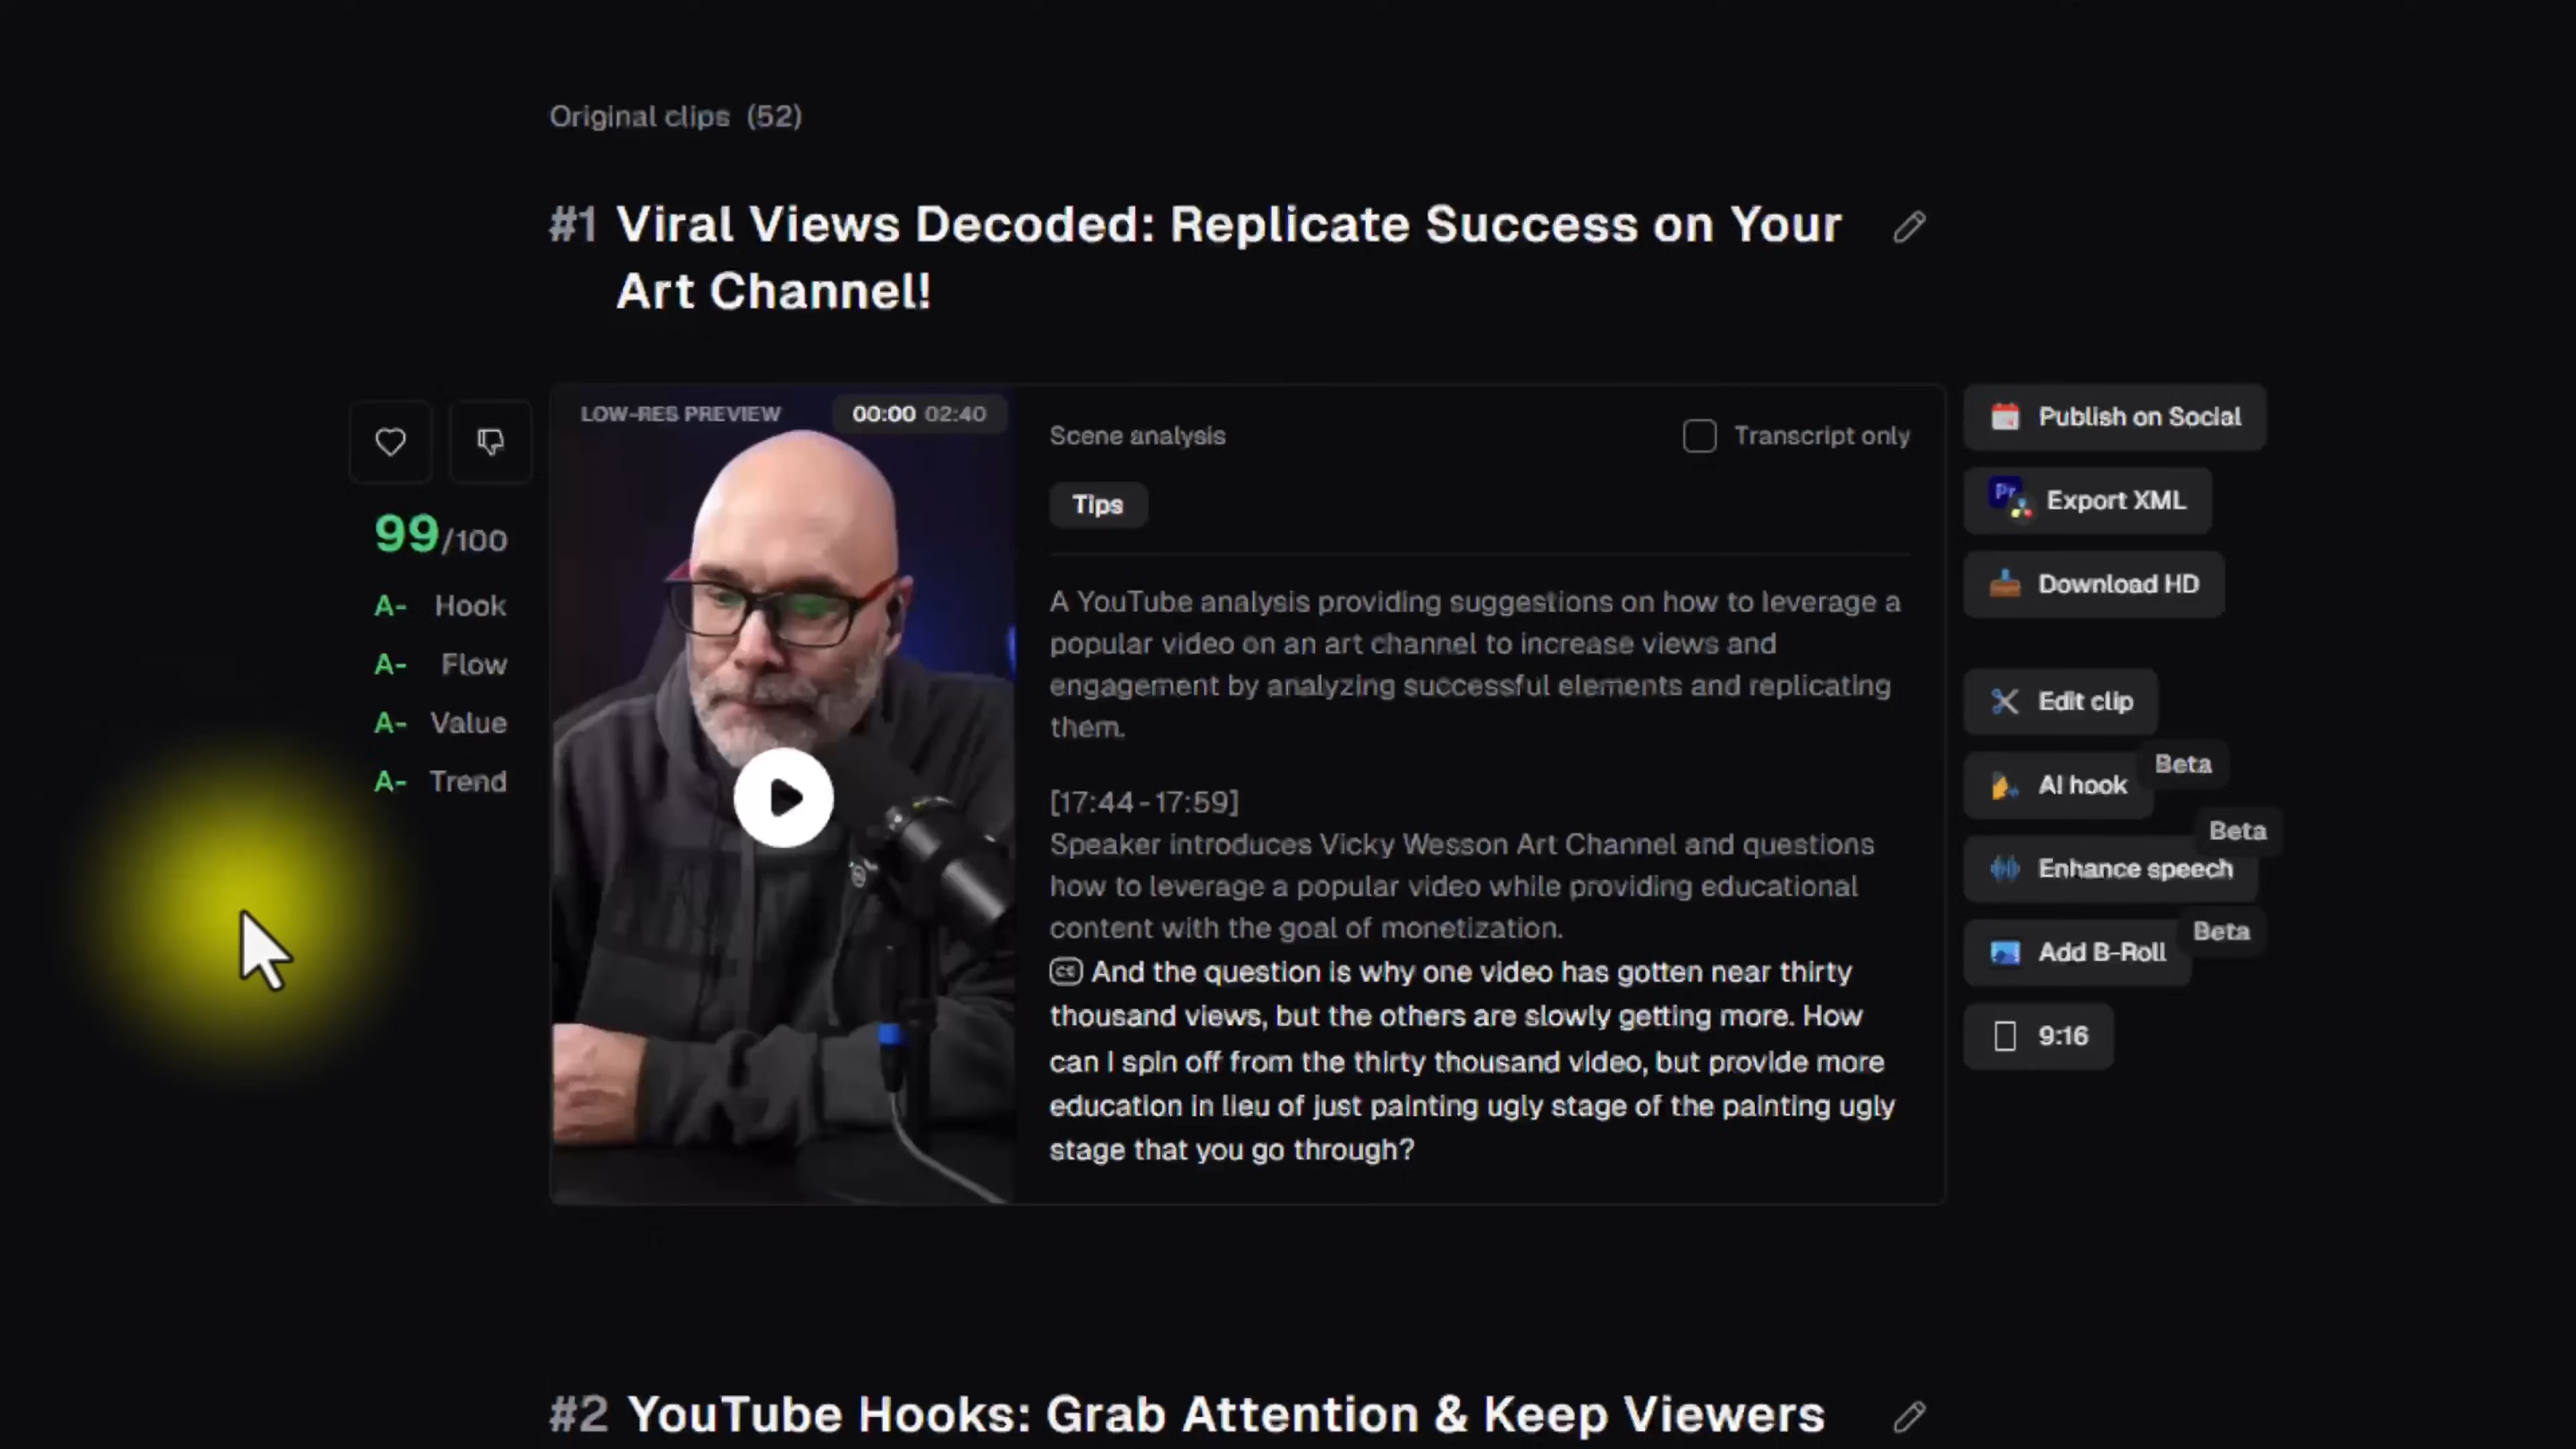 Original clips (52)
#1 Viral Views Decoded: Replicate Success on Your
Art Channel!
LOW-RES PREVIEW 00:00 02:40
99/100
A- Hook
A- Flow
A- Value
A- Trend
Scene analysis
Transcript only
Tips
A YouTube analysis providing suggestions on how to leverage a
popular video on an art channel to increase views and
engagement by analyzing successful elements and replicating
them.
[17:44-17:59]
Speaker introduces Vicky Wesson Art Channel and questions
how to leverage a popular video while providing educational
content with the goal of monetization.
And the question is why one video has gotten near thirty
thousand views, but the others are slowly getting more. How
can I spin off from the thirty thousand video, but provide more
education in lieu of just painting ugly stage of the painting ugly
stage that you go through?
Publish on Social
Pr Export XML
Download HD
Edit clip
AI hook Beta
Enhance speech Beta
Add B-Roll Beta
9:16
#2 YouTube Hooks: Grab Attention & Keep Viewers